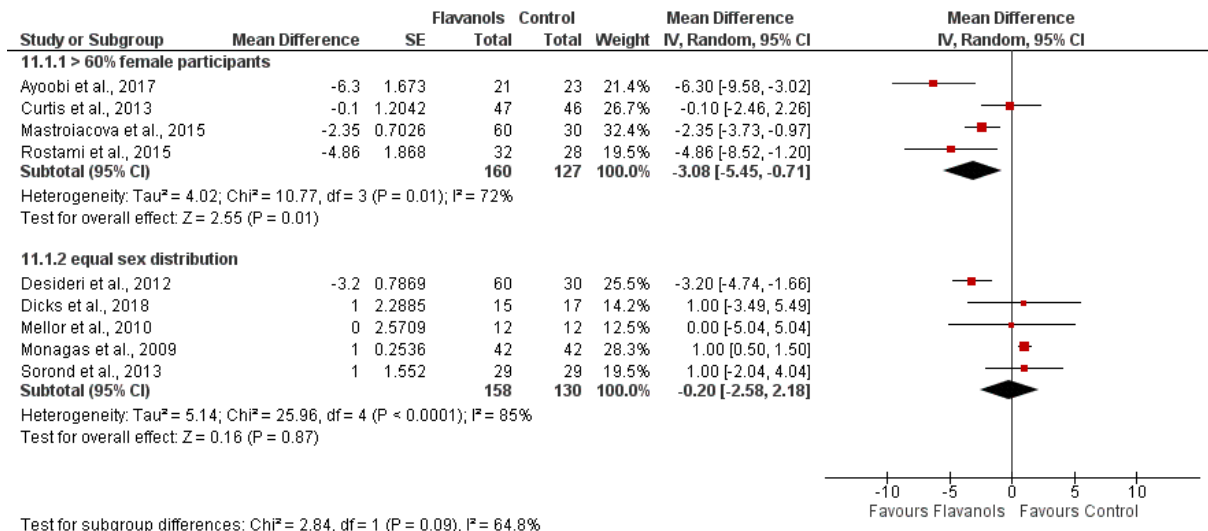 Flavanols Control Mean Difference Mean Difference
Study or Subgroup Mean Difference SE Total Total Weight IV, Random, 95% CI IV, Random, 95% CI
11.1.1 > 60% female participants
Ayoobi et al., 2017 -6.3 1.673 21 23 21.4% -6.30 [-9.58, -3.02]
Curtis et al., 2013 -0.1 1.2042 47 46 26.7% -0.10 [-2.46, 2.26]
Mastroiacova et al., 2015 -2.35 0.7026 60 30 32.4% -2.35 [-3.73, -0.97]
Rostami et al., 2015 -4.86 1.868 32 28 19.5% -4.86 [-8.52, -1.20]
Subtotal (95% CI) 160 127 100.0% -3.08 [-5.45, -0.71]
Heterogeneity: Tau² = 4.02; Chi² = 10.77, df = 3 (P = 0.01); I² = 72%
Test for overall effect: Z = 2.55 (P = 0.01)
11.1.2 equal sex distribution
Desideri et al., 2012 -3.2 0.7869 60 30 25.5% -3.20 [-4.74, -1.66]
Dicks et al., 2018 1 2.2885 15 17 14.2% 1.00 [-3.49, 5.49]
Mellor et al., 2010 0 2.5709 12 12 12.5% 0.00 [-5.04, 5.04]
Monagas et al., 2009 1 0.2536 42 42 28.3% 1.00 [0.50, 1.50]
Sorond et al., 2013 1 1.552 29 29 19.5% 1.00 [-2.04, 4.04]
Subtotal (95% CI) 158 130 100.0% -0.20 [-2.58, 2.18]
Heterogeneity: Tau² = 5.14; Chi² = 25.96, df = 4 (P < 0.0001); I² = 85%
Test for overall effect: Z = 0.16 (P = 0.87)
-10 -5 0 5 10
Favours Flavanols Favours Control
Test for subgroup differences: Chi² = 2.84, df = 1 (P = 0.09), I² = 64.8%